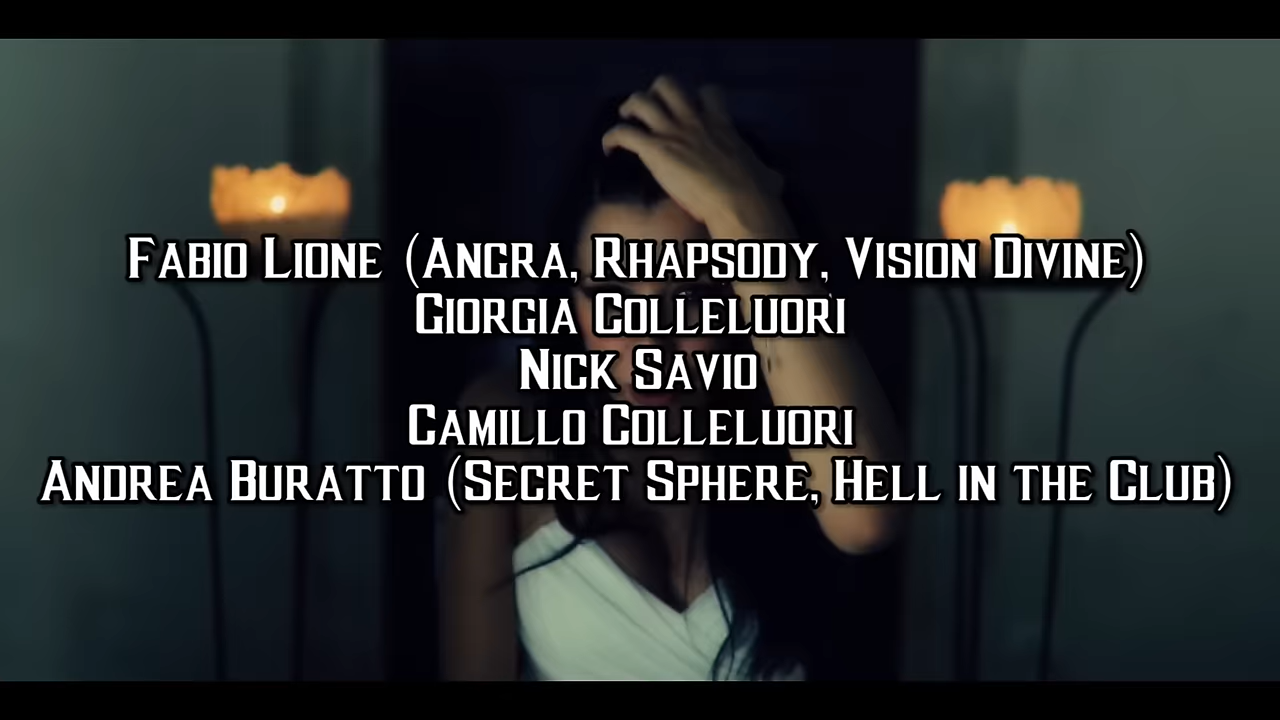 Fabio Lione (Angra, Rhapsody, Vision Divine)
Giorgia Colleluori
Nick Savio
Camillo Colleluori
Andrea Buratto (Secret Sphere, Hell in the Club)